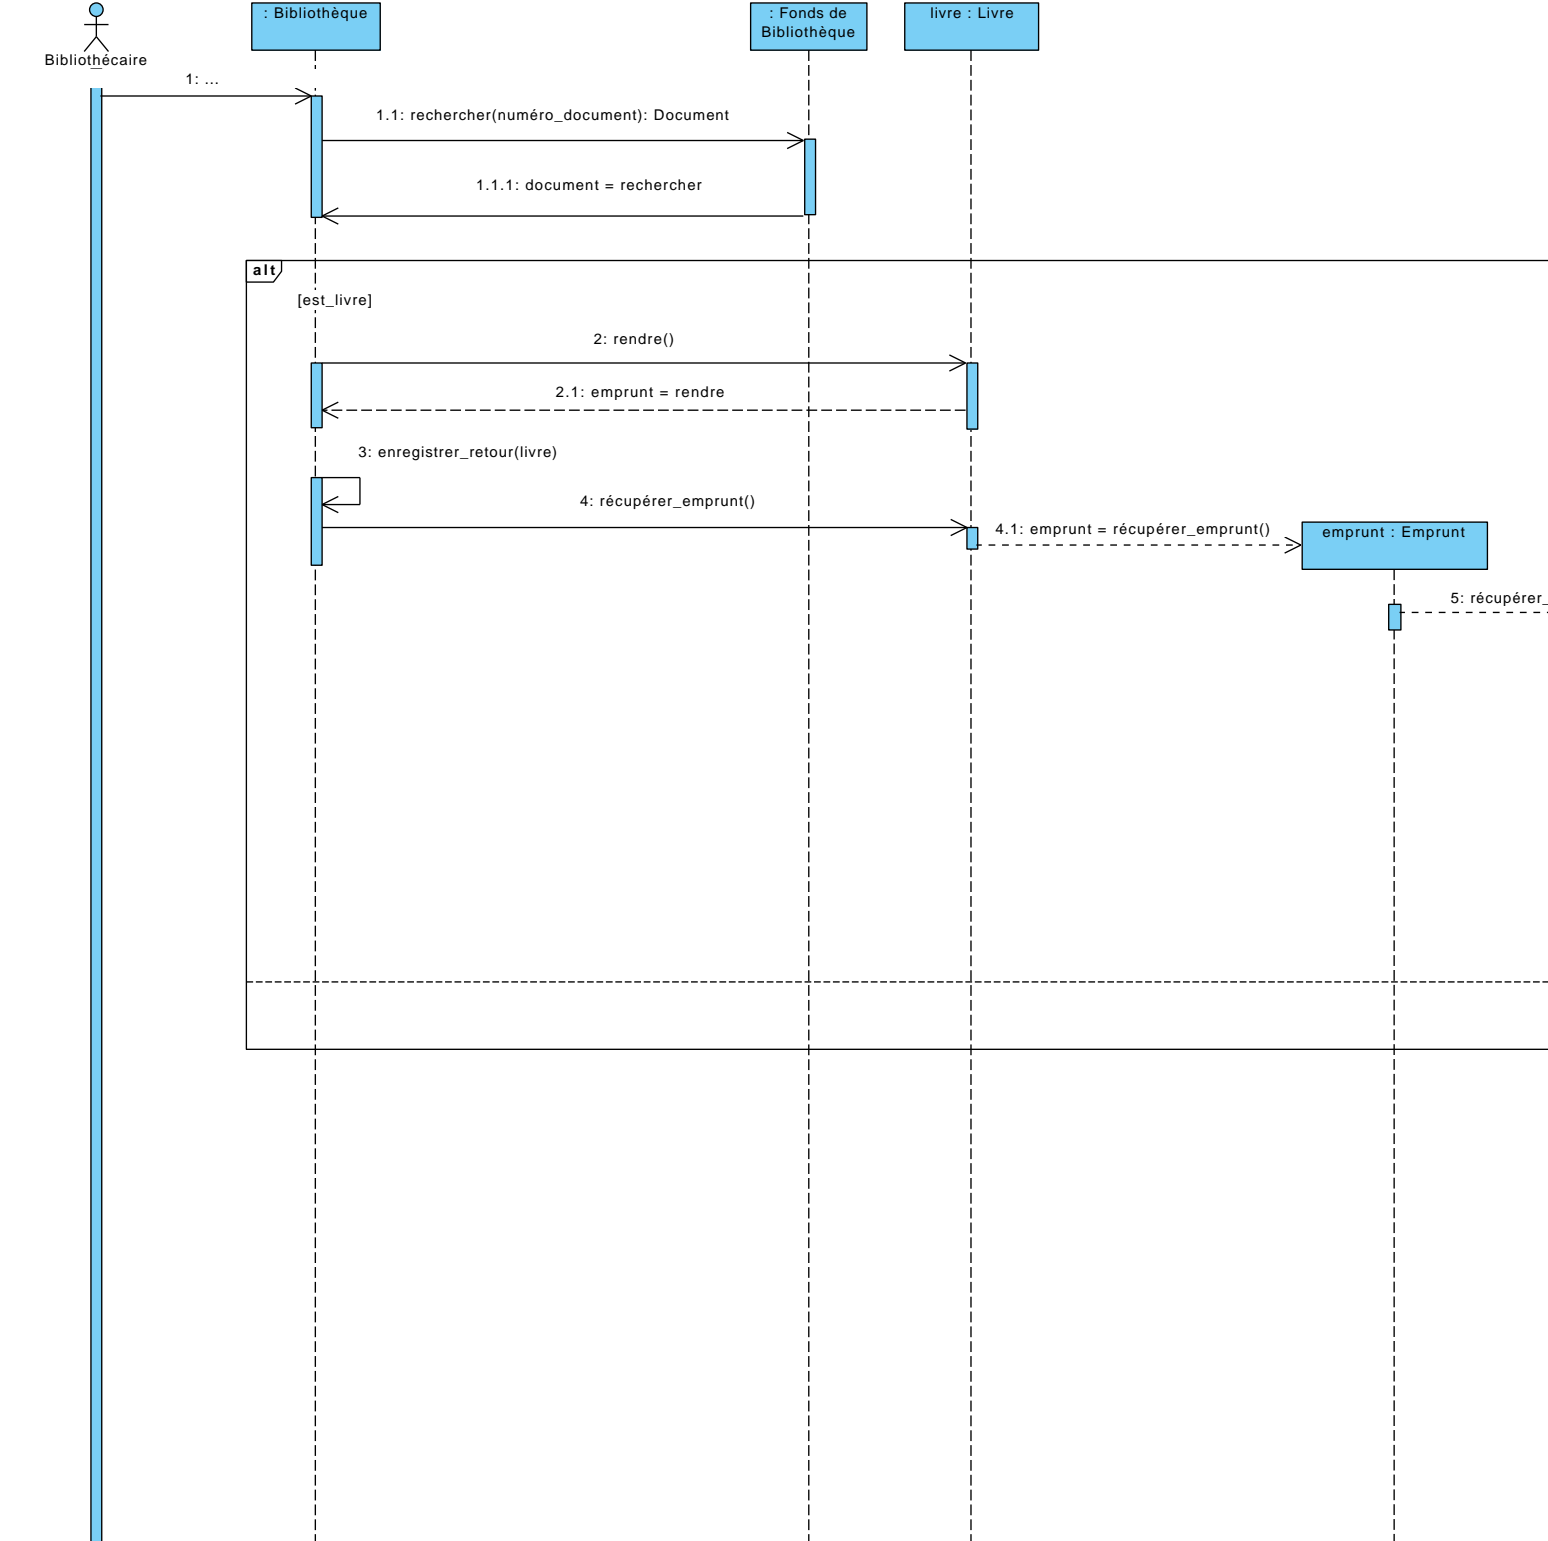 : Bibliothèque
: Fonds de
Bibliothèque
livre : Livre
Bibliothécaire
1: ...
1.1: rechercher(numéro_document): Document
1.1.1: document = rechercher
alt
[est_livre]
2: rendre()
2.1: emprunt = rendre
3: enregistrer_retour(livre)
4: récupérer_emprunt()
4.1: emprunt = récupérer_emprunt()
emprunt : Emprunt
5: récupérer_